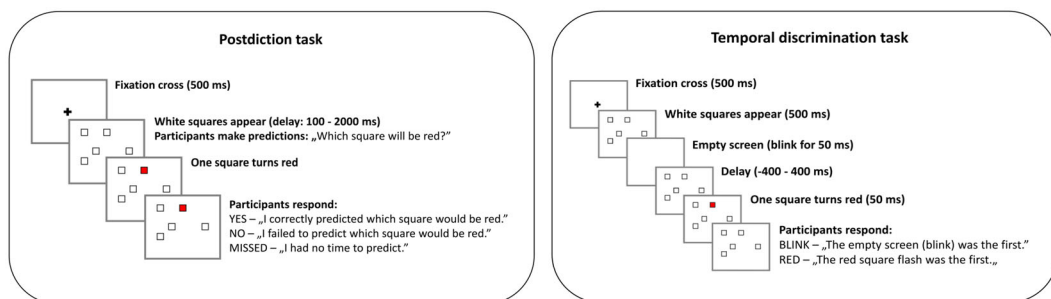 Postdiction task
Fixation cross (500 ms)
White squares appear (delay: 100 - 2000 ms)
Participants make predictions: „Which square will be red?”
One square turns red
Participants respond:
YES – „I correctly predicted which square would be red.”
NO – „I failed to predict which square would be red.”
MISSED – „I had no time to predict.”
Temporal discrimination task
Fixation cross (500 ms)
White squares appear (500 ms)
Empty screen (blink for 50 ms)
Delay (-400 - 400 ms)
One square turns red (50 ms)
Participants respond:
BLINK – „The empty screen (blink) was the first.”
RED – „The red square flash was the first.„